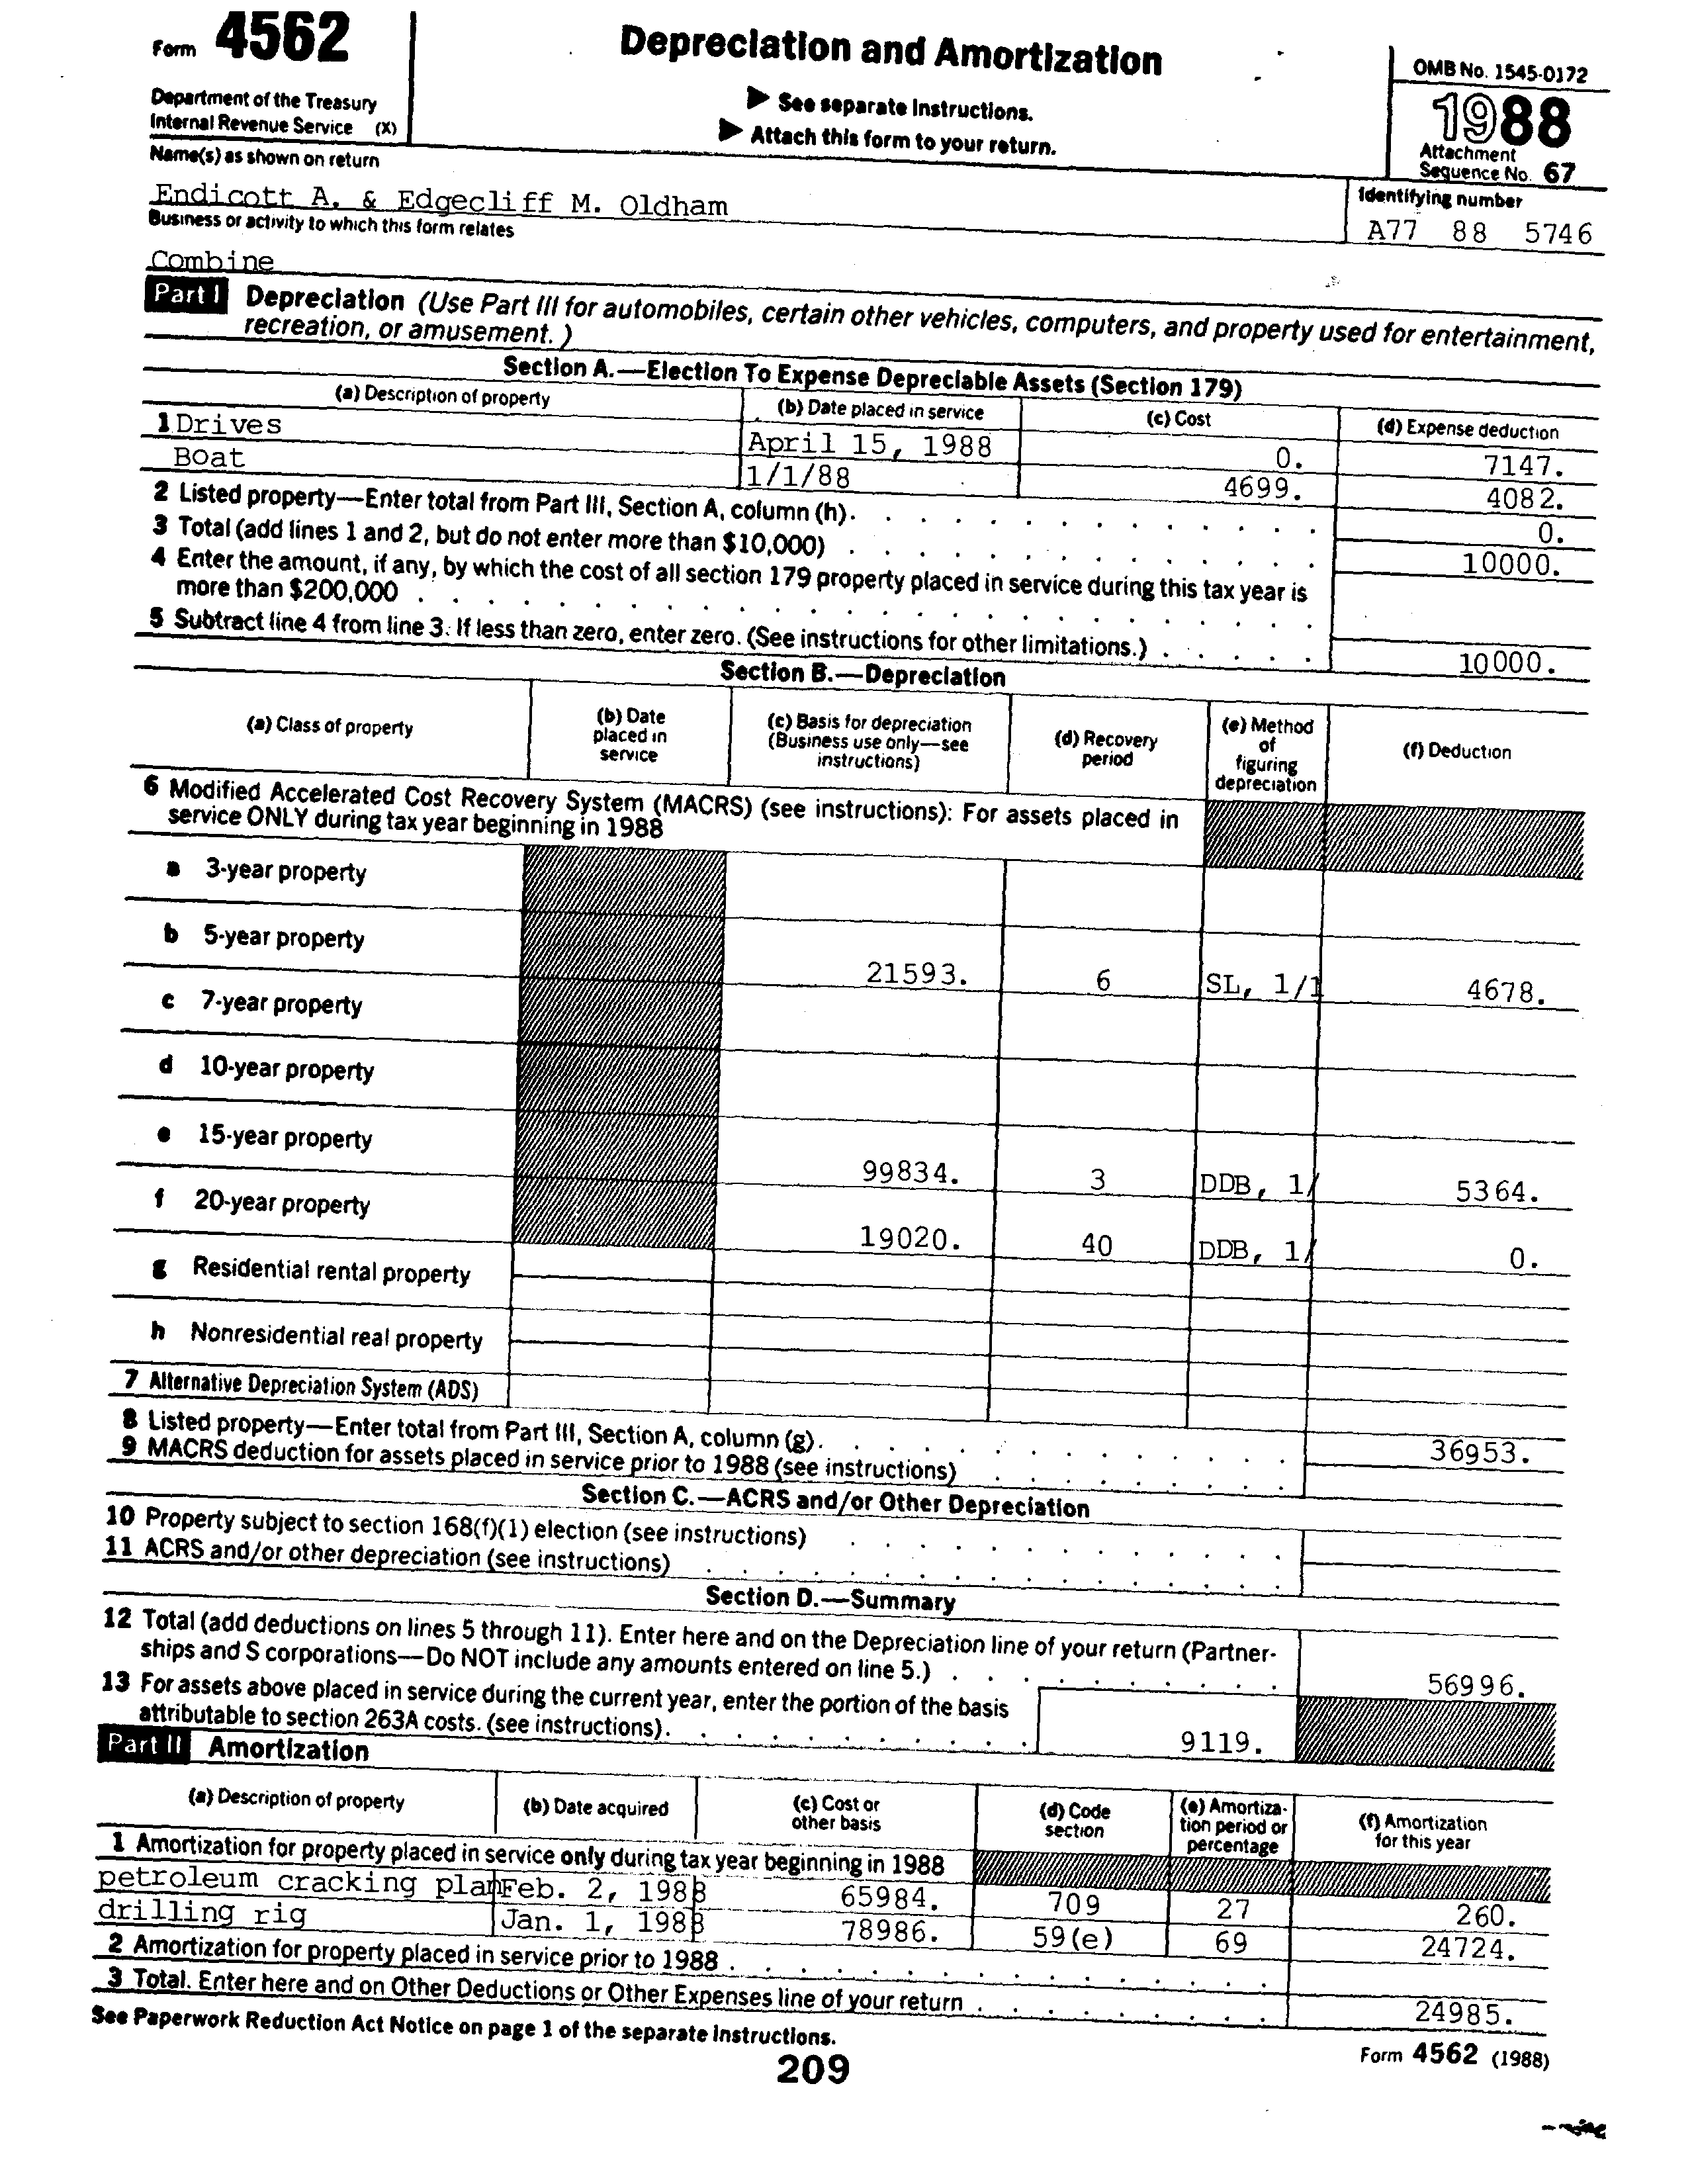 Form 4562
Depreciation and Amortization
OMB No. 1545-0172
Department of the Treasury
Internal Revenue Service (X)
▶ See separate Instructions.
▶ Attach this form to your return.
1988
Attachment
Sequence No. 67
Name(s) as shown on return
Identifying number
Endicott A. & Edgecliff M. Oldham
A77 88 5746
Business or activity to which this form relates
Combine
Part I Depreciation (Use Part III for automobiles, certain other vehicles, computers, and property used for entertainment,
recreation, or amusement.)
Section A.—Election To Expense Depreciable Assets (Section 179)
(a) Description of property (b) Date placed in service (c) Cost (d) Expense deduction
1 Drives April 15, 1988 0. 7147.
BOat 1/1/88 4699. 4082.
2 Listed property—Enter total from Part III, Section A, column (h). 0.
3 Total (add lines 1 and 2, but do not enter more than $10,000) 10000.
4 Enter the amount, if any, by which the cost of all section 179 property placed in service during this tax year is
more than $200,000
5 Subtract line 4 from line 3. If less than zero, enter zero. (See instructions for other limitations.) 10000.
Section B.—Depreciation
(a) Class of property (b) Date placed in service (c) Basis for depreciation (Business use only—see instructions) (d) Recovery period (e) Method of figuring depreciation (f) Deduction
6 Modified Accelerated Cost Recovery System (MACRS) (see instructions): For assets placed in
service ONLY during tax year beginning in 1988
a 3-year property
b 5-year property
21593. 6 SL, 1/1 4678.
c 7-year property
d 10-year property
e 15-year property
99834. 3 DDB, 1/ 5364.
f 20-year property
19020. 40 DDB, 1/ 0.
g Residential rental property
h Nonresidential real property
7 Alternative Depreciation System (ADS)
8 Listed property—Enter total from Part III, Section A, column (g). 36953.
9 MACRS deduction for assets placed in service prior to 1988 (see instructions)
Section C.—ACRS and/or Other Depreciation
10 Property subject to section 168(f)(1) election (see instructions)
11 ACRS and/or other depreciation (see instructions)
Section D.—Summary
12 Total (add deductions on lines 5 through 11). Enter here and on the Depreciation line of your return (Partner-
ships and S corporations—Do NOT include any amounts entered on line 5.) 56996.
13 For assets above placed in service during the current year, enter the portion of the basis
attributable to section 263A costs. (see instructions). 9119.
Part II Amortization
(a) Description of property (b) Date acquired (c) Cost or other basis (d) Code section (e) Amortiza-tion period or percentage (f) Amortization for this year
1 Amortization for property placed in service only during tax year beginning in 1988
petroleum cracking plan Feb. 2, 1988 65984. 709 27 260.
drilling rig Jan. 1, 1988 78986. 59(e) 69 24724.
2 Amortization for property placed in service prior to 1988
3 Total. Enter here and on Other Deductions or Other Expenses line of your return 24985.
See Paperwork Reduction Act Notice on page 1 of the separate Instructions.
Form 4562 (1988)
209